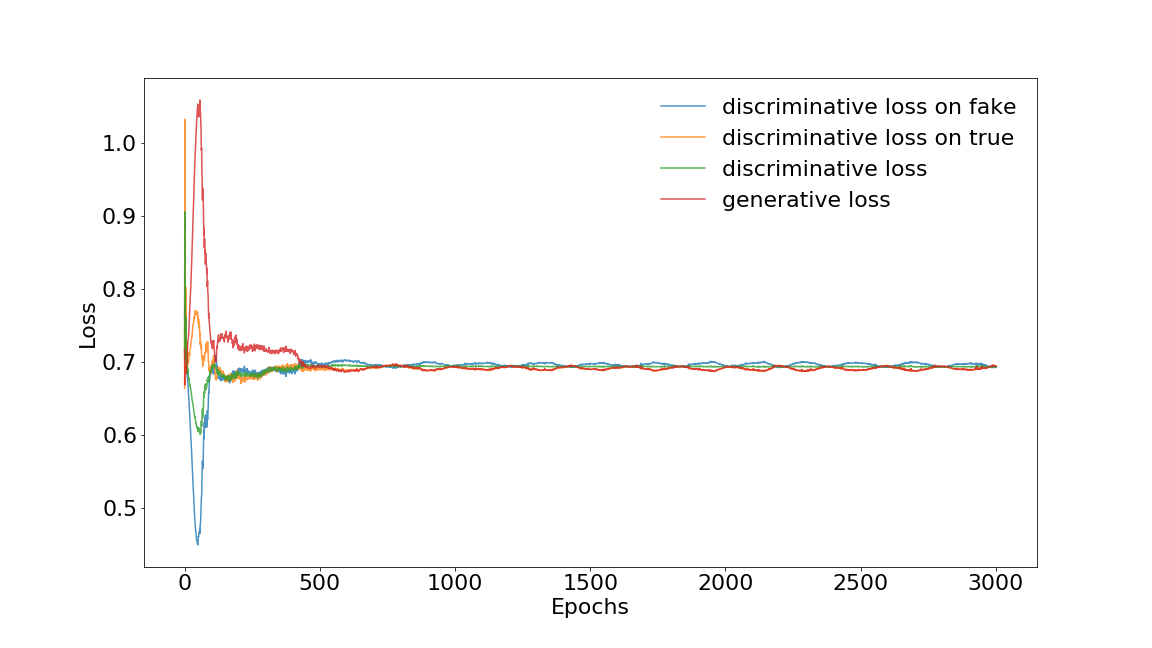 discriminative loss on fake
discriminative loss on true
discriminative loss
generative loss
1.0
0.9
0.8
0.7
0.6
0.5
Loss
0 500 1000 1500 2000 2500 3000
Epochs